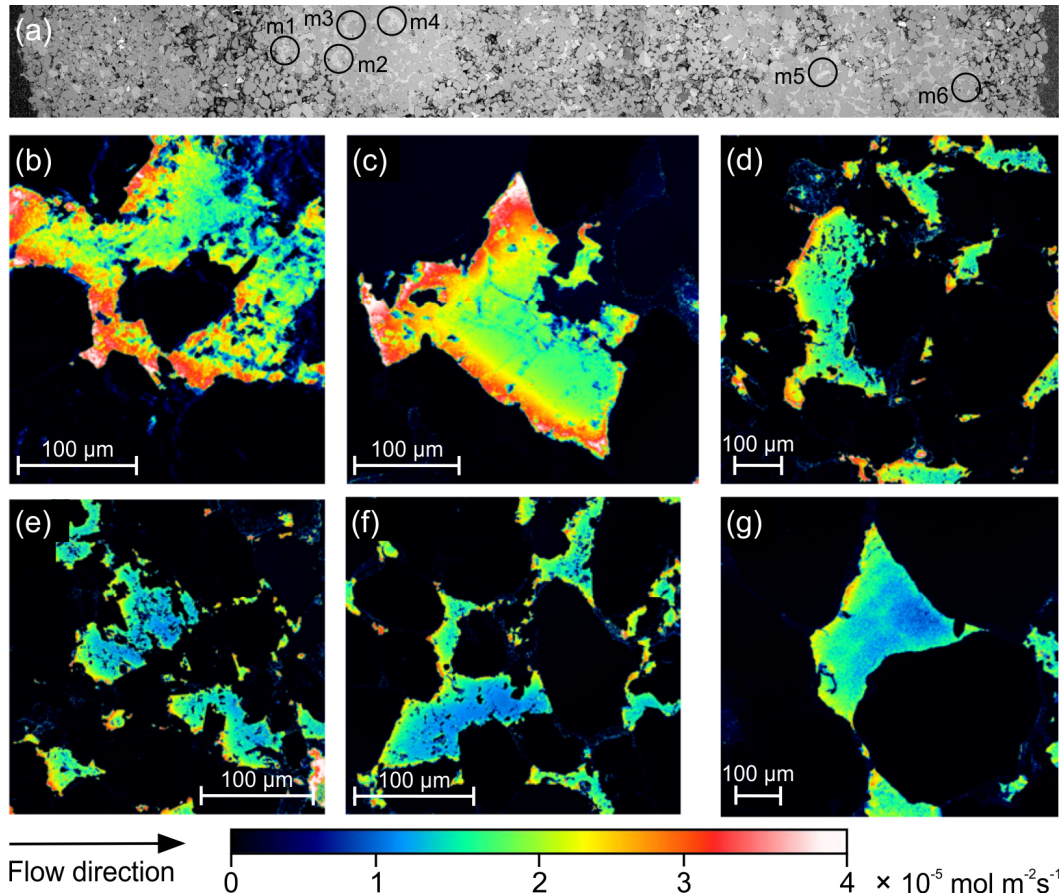 (a)
m1
m3
m4
m2
m5
m6
(b)
(c)
(d)
100 µm
100 µm
100 µm
(e)
(f)
(g)
100 µm
100 µm
100 µm
Flow direction
0
1
2
3
4
× 10⁻⁵ mol m⁻²s⁻¹